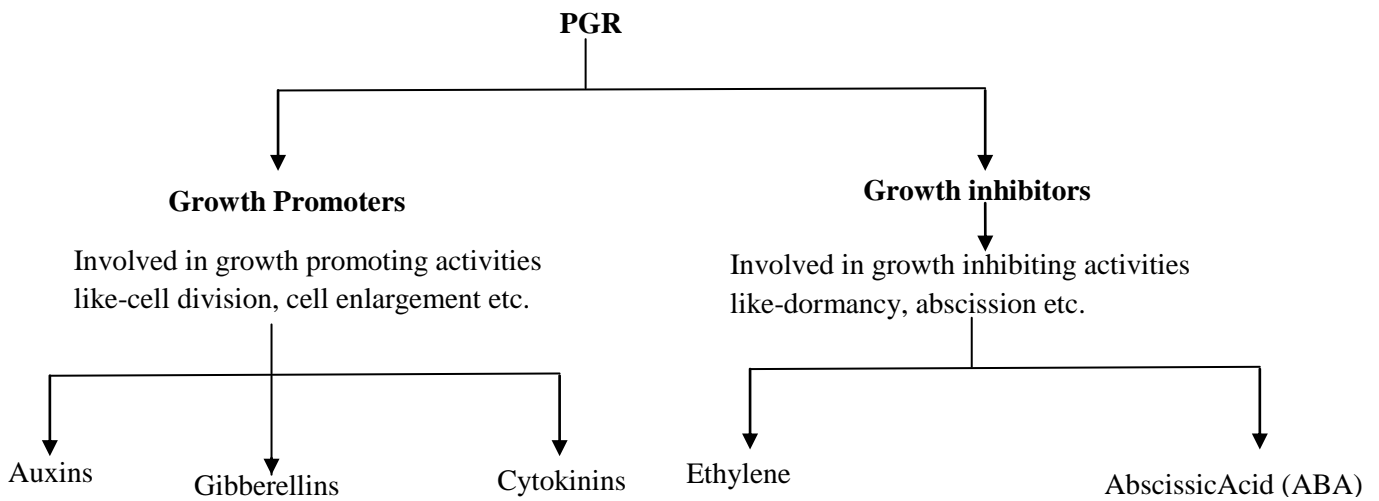 PGR
Growth Promoters
Growth inhibitors
Involved in growth promoting activities
like-cell division, cell enlargement etc.
Involved in growth inhibiting activities
like-dormancy, abscission etc.
Auxins
Gibberellins
Cytokinins
Ethylene
AbscissicAcid (ABA)